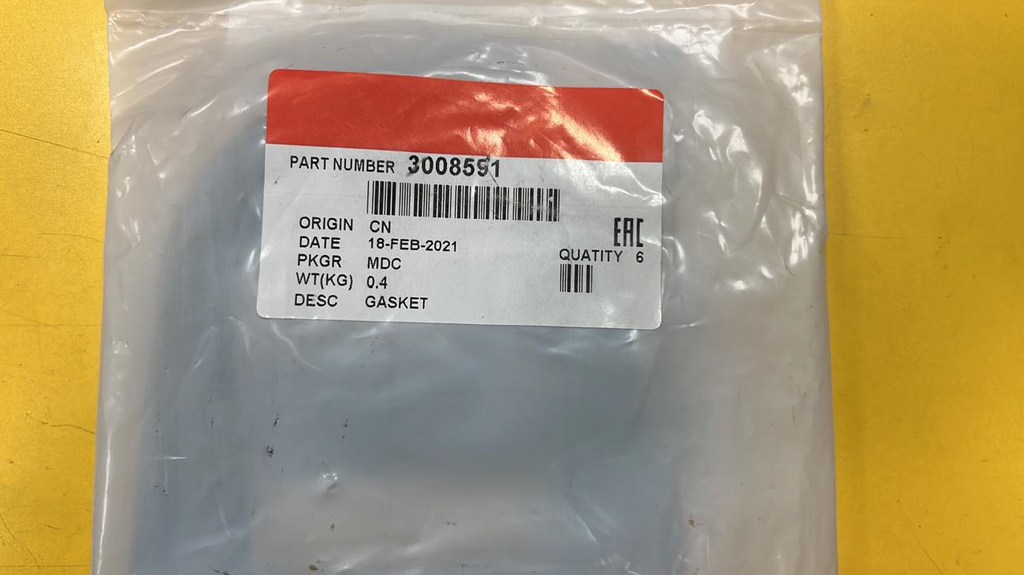 PART NUMBER 3008591
ORIGIN CN
DATE 18-FEB-2021
EAC
PKGR MDC
QUATITY 6
WT(KG) 0.4
DESC GASKET